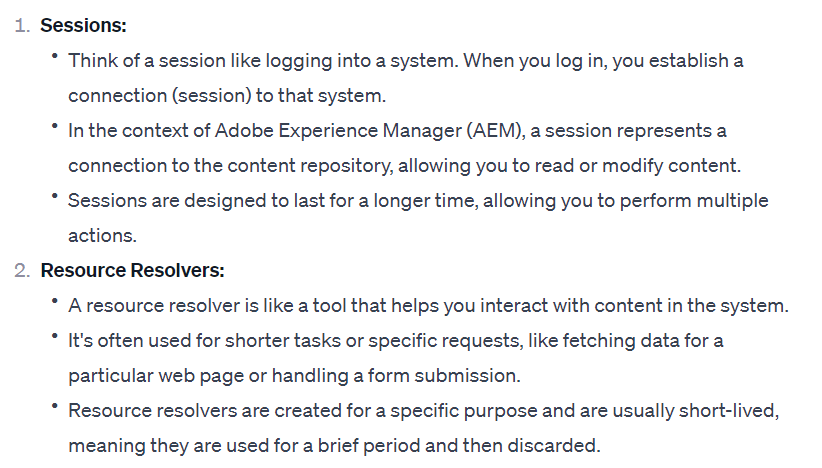 1. Sessions:
• Think of a session like logging into a system. When you log in, you establish a
connection (session) to that system.
• In the context of Adobe Experience Manager (AEM), a session represents a
connection to the content repository, allowing you to read or modify content.
• Sessions are designed to last for a longer time, allowing you to perform multiple
actions.
2. Resource Resolvers:
• A resource resolver is like a tool that helps you interact with content in the system.
• It's often used for shorter tasks or specific requests, like fetching data for a
particular web page or handling a form submission.
• Resource resolvers are created for a specific purpose and are usually short-lived,
meaning they are used for a brief period and then discarded.